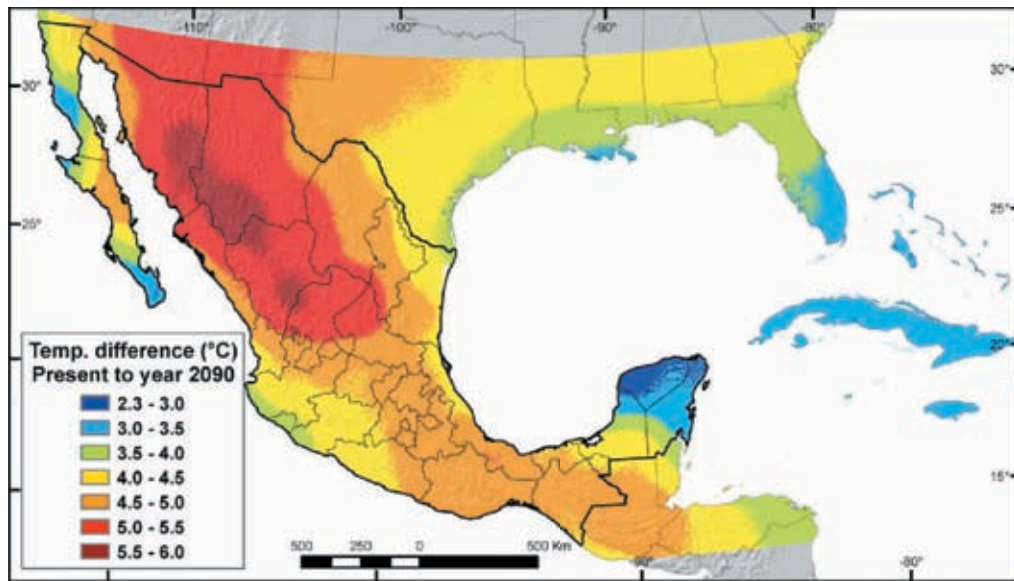 -110° -100° -90° -80°
30° 30°
25° 25°
20°
15°
Temp. difference (°C)
Present to year 2090
2.3 - 3.0
3.0 - 3.5
3.5 - 4.0
4.0 - 4.5
4.5 - 5.0
5.0 - 5.5
5.5 - 6.0
500 250 0 500 Km
-90° -80°